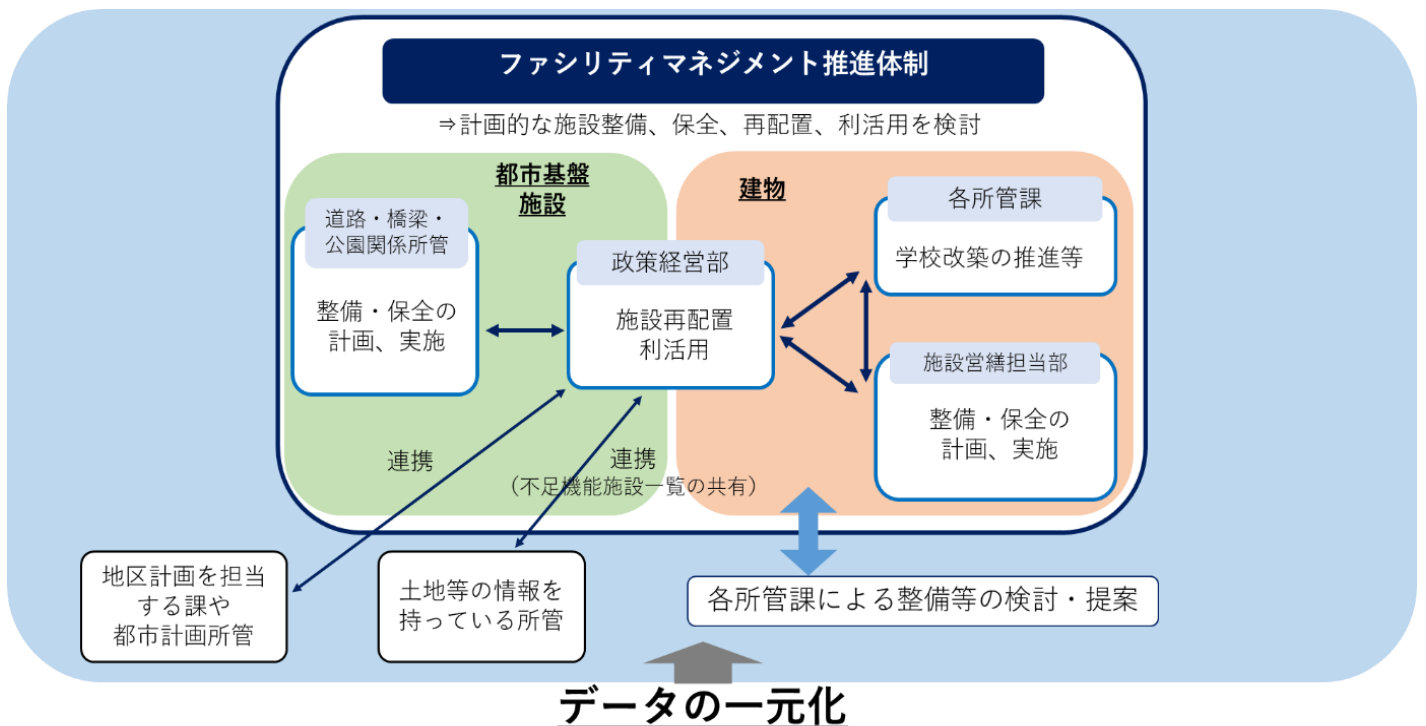 ファシリティマネジメント推進体制
⇒計画的な施設整備、保全、再配置、利活用を検討
都市基盤
施設
建物
道路・橋梁・
公園関係所管
整備・保全の
計画、実施
政策経営部
施設再配置
利活用
各所管課
学校改築の推進等
施設営繕担当部
整備・保全の
計画、実施
連携
連携
（不足機能施設一覧の共有）
地区計画を担当
する課や
都市計画所管
土地等の情報を
持っている所管
各所管課による整備等の検討・提案
データの一元化